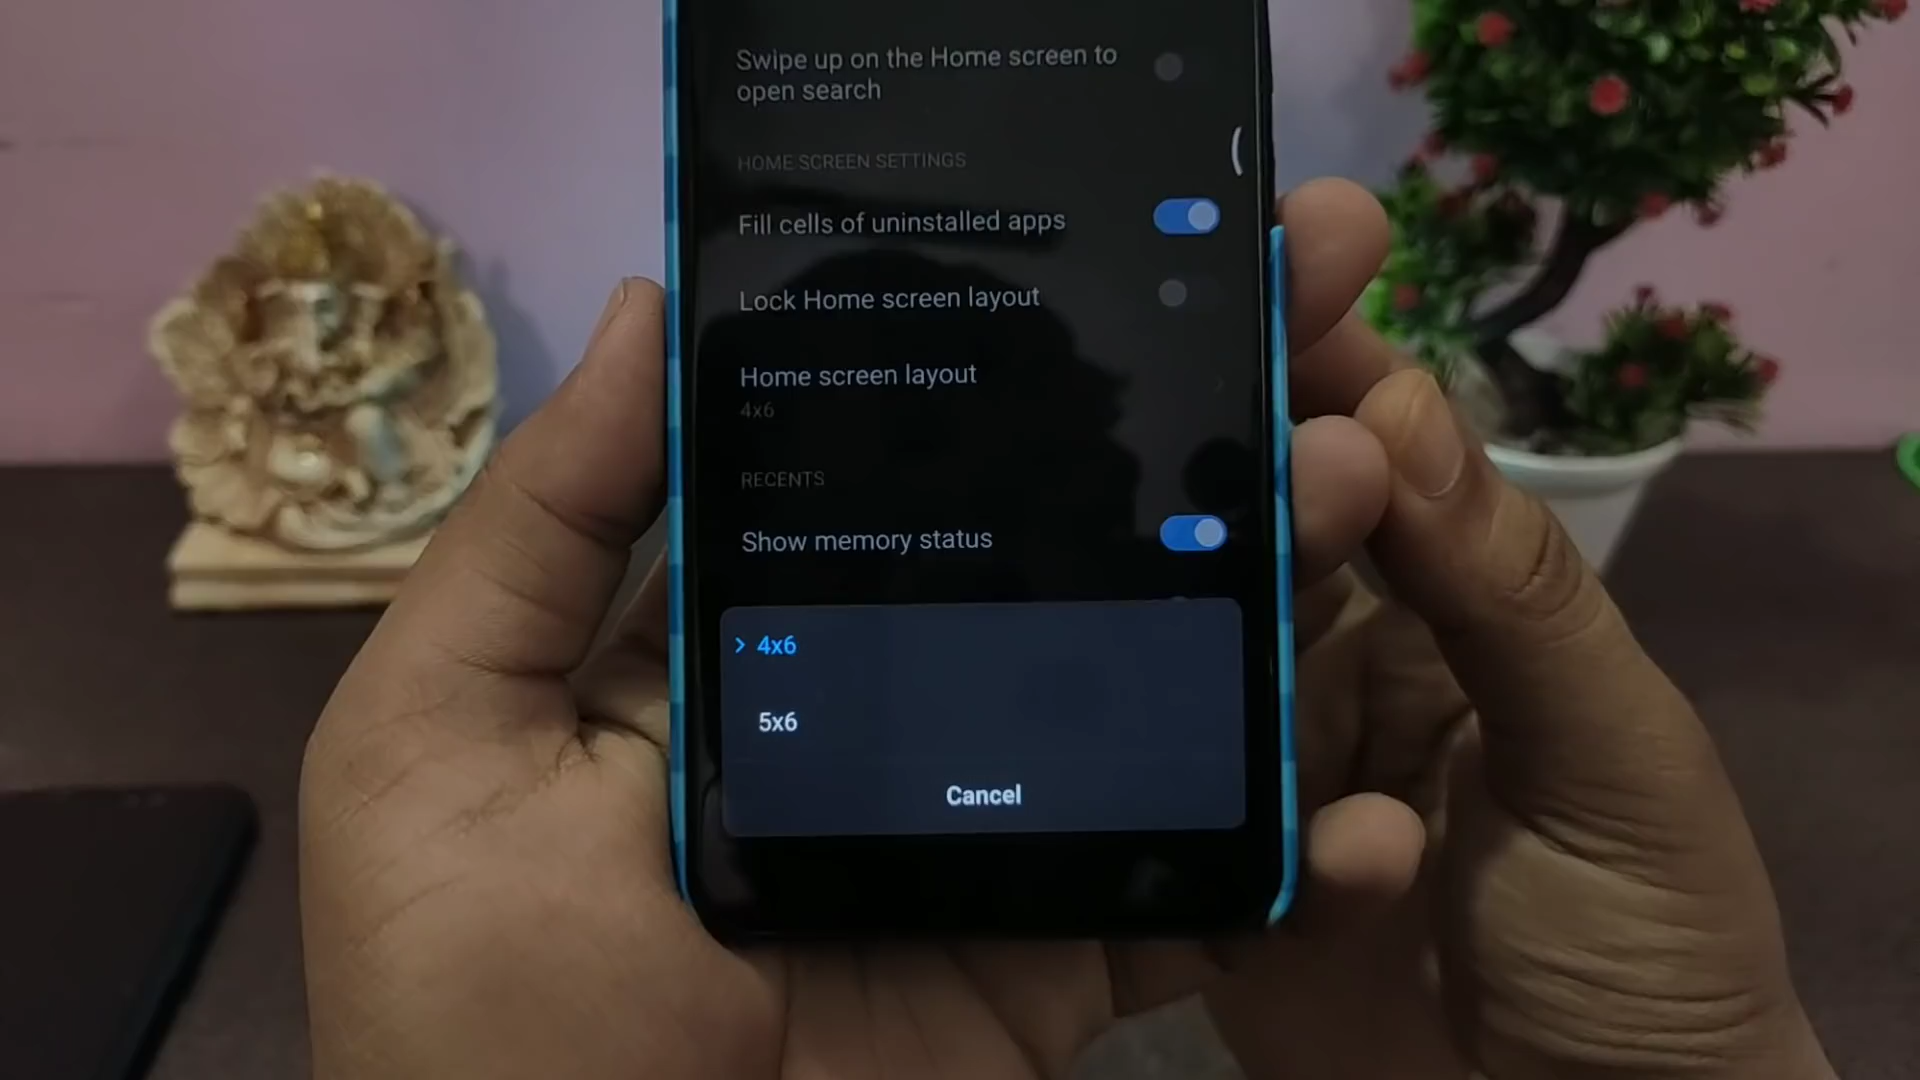 Swipe up on the Home screen to
open search
HOME SCREEN SETTINGS
Fill cells of uninstalled apps
Lock Home screen layout
Home screen layout
4x6
RECENTS
Show memory status
4x6
5x6
Cancel